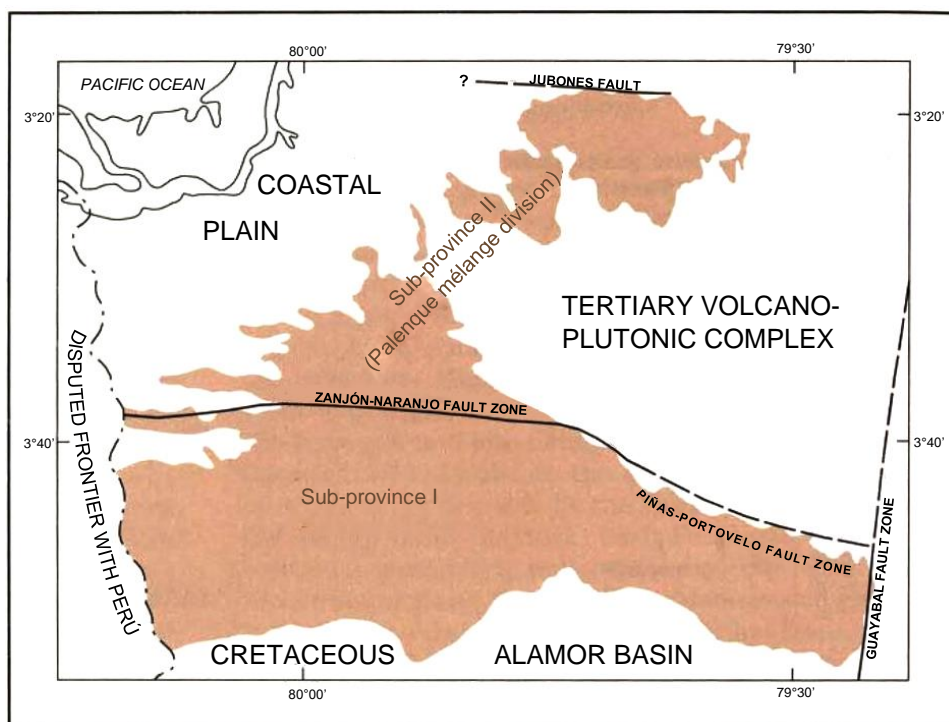 80°00'
79°30'
PACIFIC OCEAN
?
JUBONES FAULT
3°20'
3°20'
COASTAL
PLAIN
Sub-province II
(Palenque mélange division)
TERTIARY VOLCANO-
PLUTONIC COMPLEX
DISPUTED FRONTIER WITH PERÚ
ZANJÓN-NARANJO FAULT ZONE
3°40'
3°40'
Sub-province I
PIÑAS-PORTOVELO FAULT ZONE
GUAYABAL FAULT ZONE
CRETACEOUS
ALAMOR BASIN
80°00'
79°30'